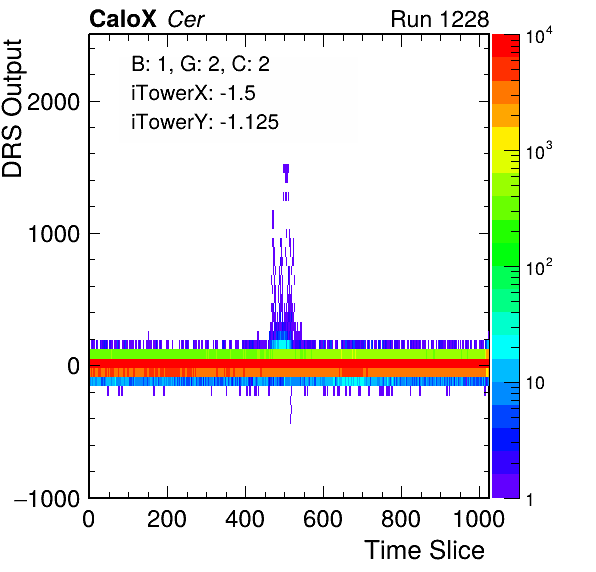 CaloX Cer Run 1228
B: 1, G: 2, C: 2
iTowerX: -1.5
iTowerY: -1.125
DRS Output
2000
1000
0
−1000
0 200 400 600 800 1000
Time Slice
10^4
10^3
10^2
10
1